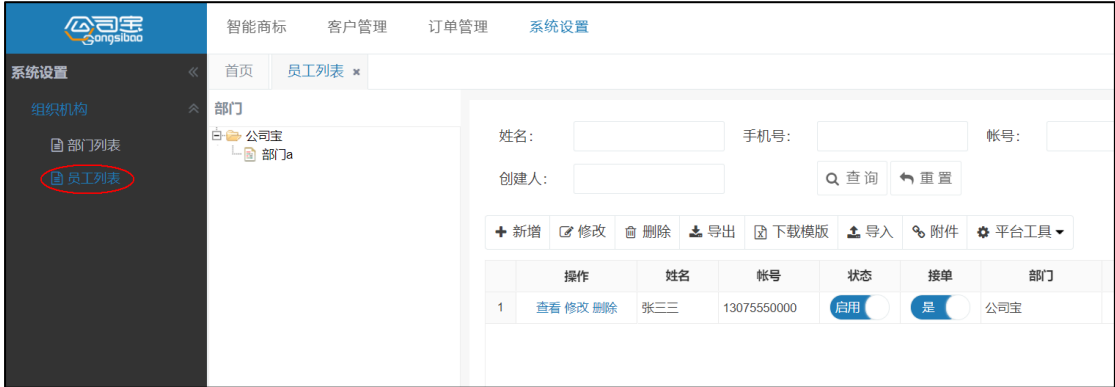 公司宝
Gongsibao
智能商标 客户管理 订单管理 系统设置
系统设置
首页 员工列表 ×
组织机构
部门列表
员工列表
部门
公司宝
部门a
姓名: 手机号: 帐号:
创建人: 查询 重置
新增 修改 删除 导出 下载模版 导入 附件 平台工具
操作 姓名 帐号 状态 接单 部门
1 查看 修改 删除 张三三 13075550000 启用 是 公司宝